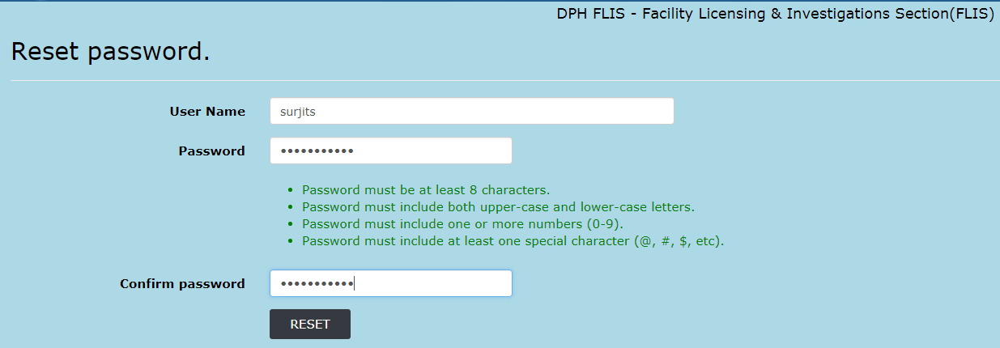 DPH FLIS - Facility Licensing & Investigations Section(FLIS)
Reset password.
User Name surjits
Password •••••••••••
• Password must be at least 8 characters.
• Password must include both upper-case and lower-case letters.
• Password must include one or more numbers (0-9).
• Password must include at least one special character (@, #, $, etc).
Confirm password •••••••••••
RESET